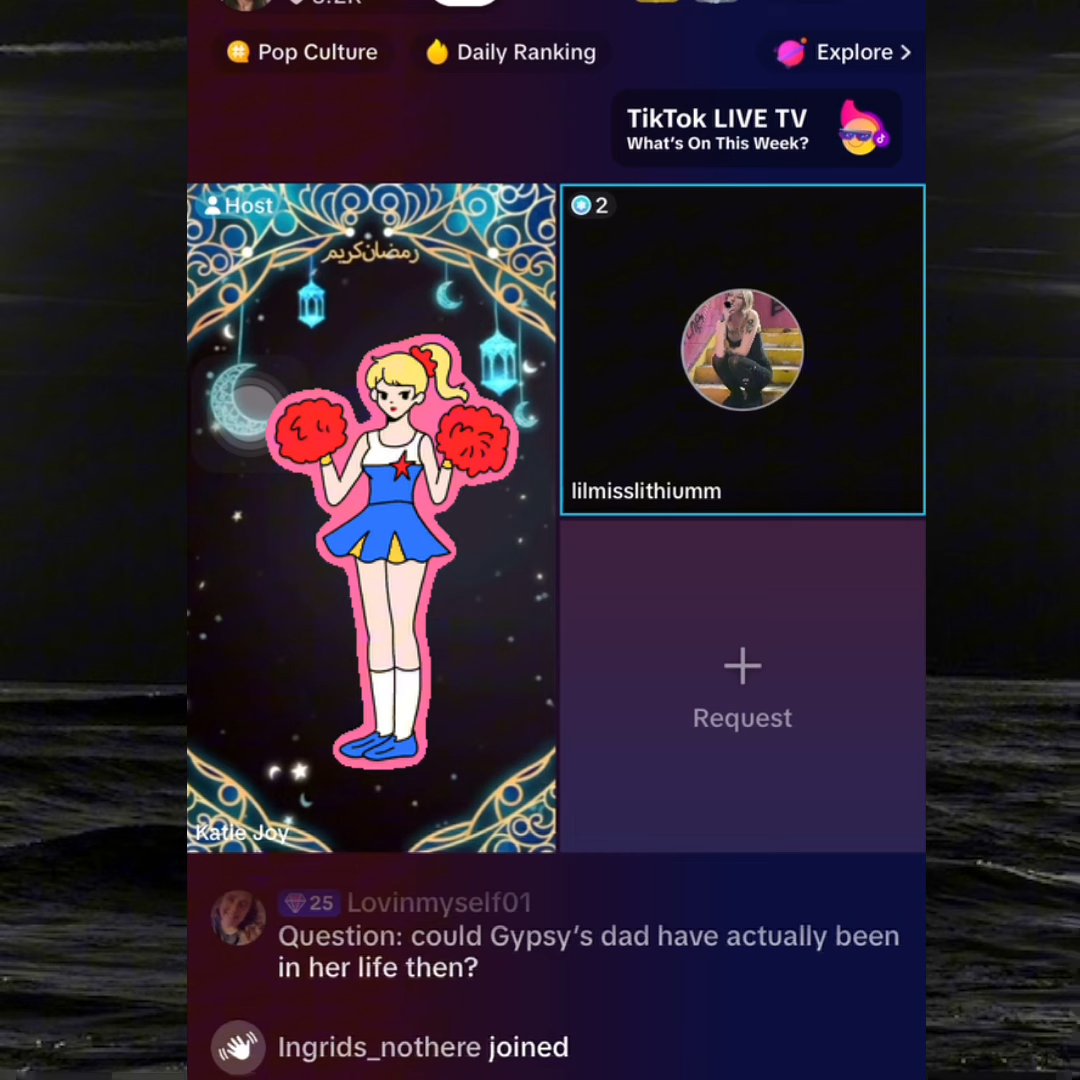 Pop Culture
Daily Ranking
Explore >
TikTok LIVE TV
What's On This Week?
Host
2
رمضان كريم
lilmisslithiumm
Request
Katie Joy
25 Lovinmyself01
Question: could Gypsy's dad have actually been
in her life then?
Ingrids_nothere joined